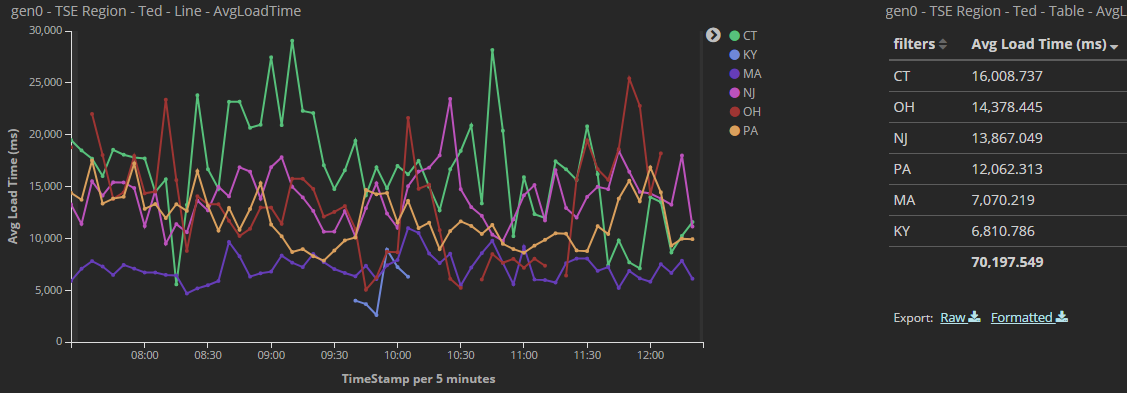 gen0 - TSE Region - Ted - Line - AvgLoadTime
30,000
25,000
20,000
15,000
10,000
5,000
0
Avg Load Time (ms)
08:00 08:30 09:00 09:30 10:00 10:30 11:00 11:30 12:00
TimeStamp per 5 minutes
CT
KY
MA
NJ
OH
PA
gen0 - TSE Region - Ted - Table - AvgL
filters Avg Load Time (ms)
CT 16,008.737
OH 14,378.445
NJ 13,867.049
PA 12,062.313
MA 7,070.219
KY 6,810.786
70,197.549
Export: Raw Formatted